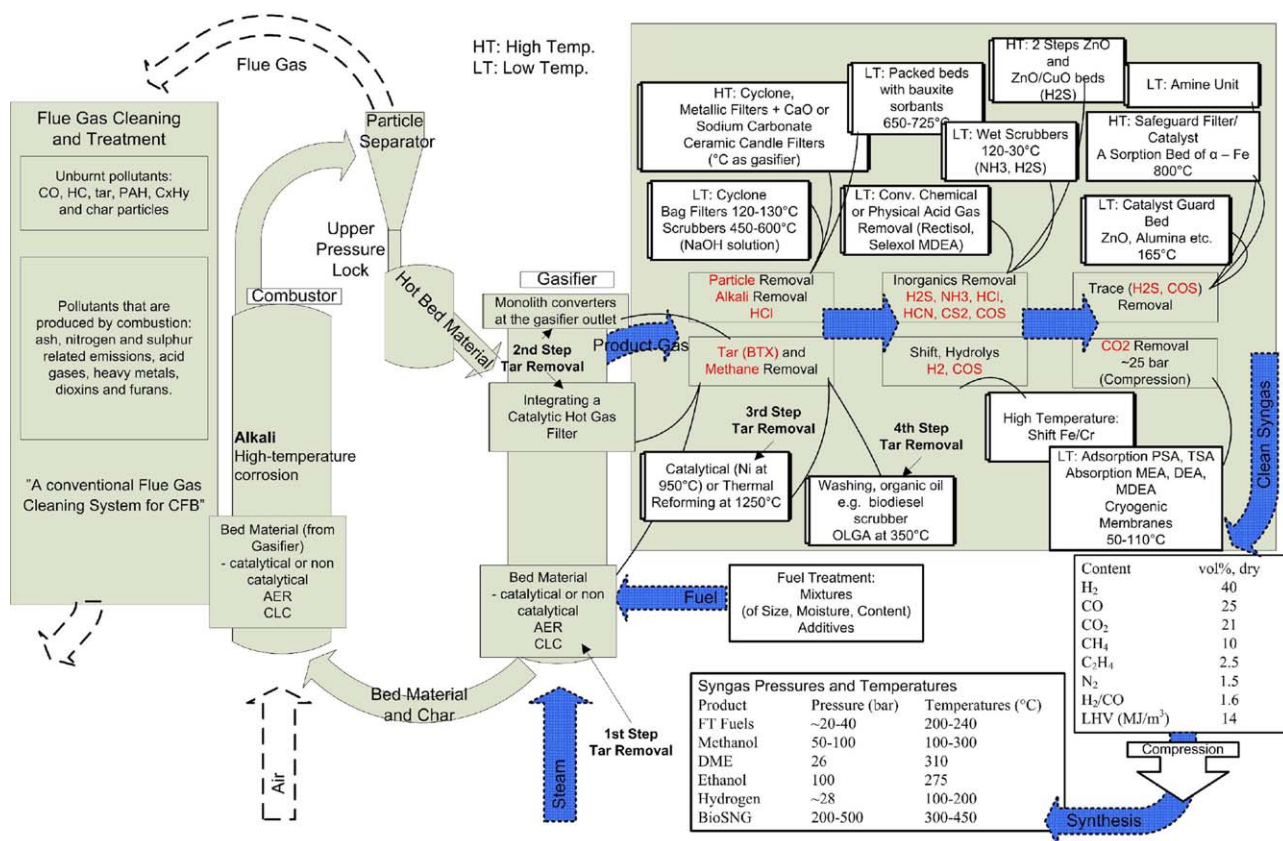 HT: High Temp.
LT: Low Temp.
Flue Gas
Flue Gas Cleaning
and Treatment
Unburnt pollutants:
CO, HC, tar, PAH, CxHy
and char particles
Pollutants that are
produced by combustion:
ash, nitrogen and sulphur
related emissions, acid
gases, heavy metals,
dioxins and furans.
"A conventional Flue Gas
Cleaning System for CFB"
Particle
Separator
Upper
Pressure
Lock
Hot Bed Material
Combustor
Alkali
High-temperature
corrosion
Bed Material (from
Gasifier)
- catalytical or non
catalytical
AER
CLC
Air
Bed Material
and Char
Gasifier
Monolith converters
at the gasifier outlet
2nd Step
Tar Removal
Integrating a
Catalytic Hot Gas
Filter
Bed Material
- catalytical or non
catalytical
AER
CLC
1st Step
Tar Removal
Steam
Fuel
Fuel Treatment:
Mixtures
(of Size, Moisture, Content)
Additives
Product Gas
HT: Cyclone,
Metallic Filters + CaO or
Sodium Carbonate
Ceramic Candle Filters
(°C as gasifier)
LT: Packed beds
with bauxite
sorbants
650-725°C
HT: 2 Steps ZnO
and
ZnO/CuO beds
(H2S)
LT: Amine Unit
LT: Cyclone
Bag Filters 120-130°C
Scrubbers 450-600°C
(NaOH solution)
LT: Conv. Chemical
or Physical Acid Gas
Removal (Rectisol,
Selexol MDEA)
LT: Wet Scrubbers
120-30°C
(NH3, H2S)
HT: Safeguard Filter/
Catalyst
A Sorption Bed of α – Fe
800°C
LT: Catalyst Guard
Bed
ZnO, Alumina etc.
165°C
Particle Removal
Alkali Removal
HCl
Inorganics Removal
H2S, NH3, HCl,
HCN, CS2, COS
Trace (H2S, COS)
Removal
Tar (BTX) and
Methane Removal
Shift, Hydrolys
H2, COS
CO2 Removal
~25 bar
(Compression)
3rd Step
Tar Removal
4th Step
Tar Removal
Catalytical (Ni at
950°C) or Thermal
Reforming at 1250°C
Washing, organic oil
e.g. biodiesel
scrubber
OLGA at 350°C
High Temperature:
Shift Fe/Cr
LT: Adsorption PSA, TSA
Absorption MEA, DEA,
MDEA
Cryogenic
Membranes
50-110°C
Clean Syngas
Content vol%, dry
H₂ 40
CO 25
CO₂ 21
CH₄ 10
C₂H₄ 2.5
N₂ 1.5
H₂/CO 1.6
LHV (MJ/m³) 14
Compression
Synthesis
Syngas Pressures and Temperatures
Product Pressure (bar) Temperatures (°C)
FT Fuels ~20-40 200-240
Methanol 50-100 100-300
DME 26 310
Ethanol 100 275
Hydrogen ~28 100-200
BioSNG 200-500 300-450